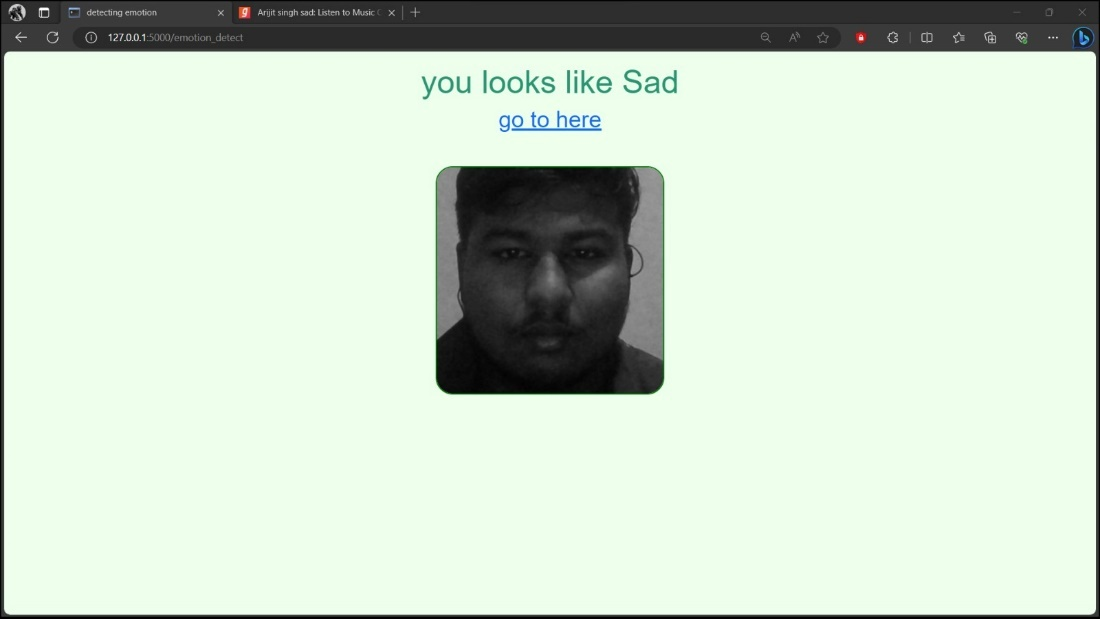 detecting emotion
Arijit singh sad: Listen to Music
127.0.0.1:5000/emotion_detect
you looks like Sad
go to here